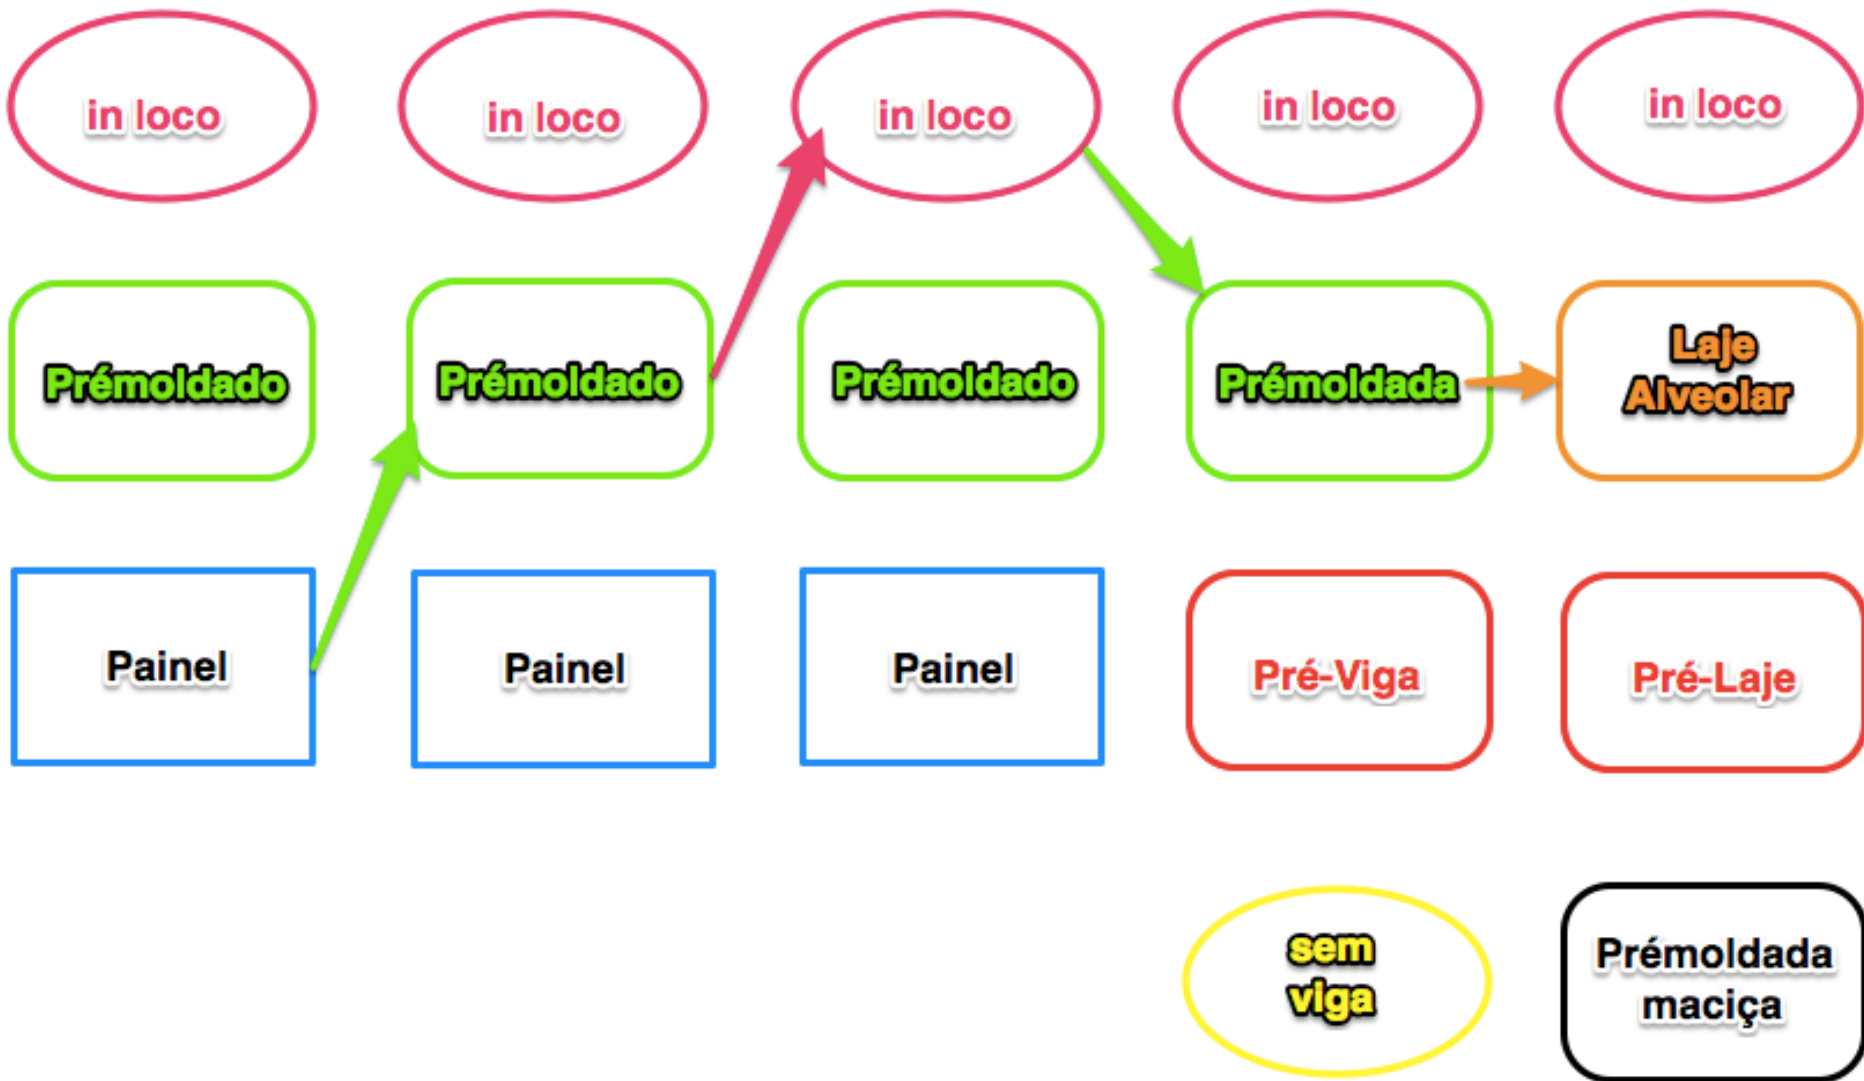 in loco
in loco
in loco
in loco
in loco
Prémoldado
Prémoldado
Prémoldado
Prémoldada
Laje
Alveolar
Painel
Painel
Painel
Pré-Viga
Pré-Laje
sem
viga
Prémoldada
maciça